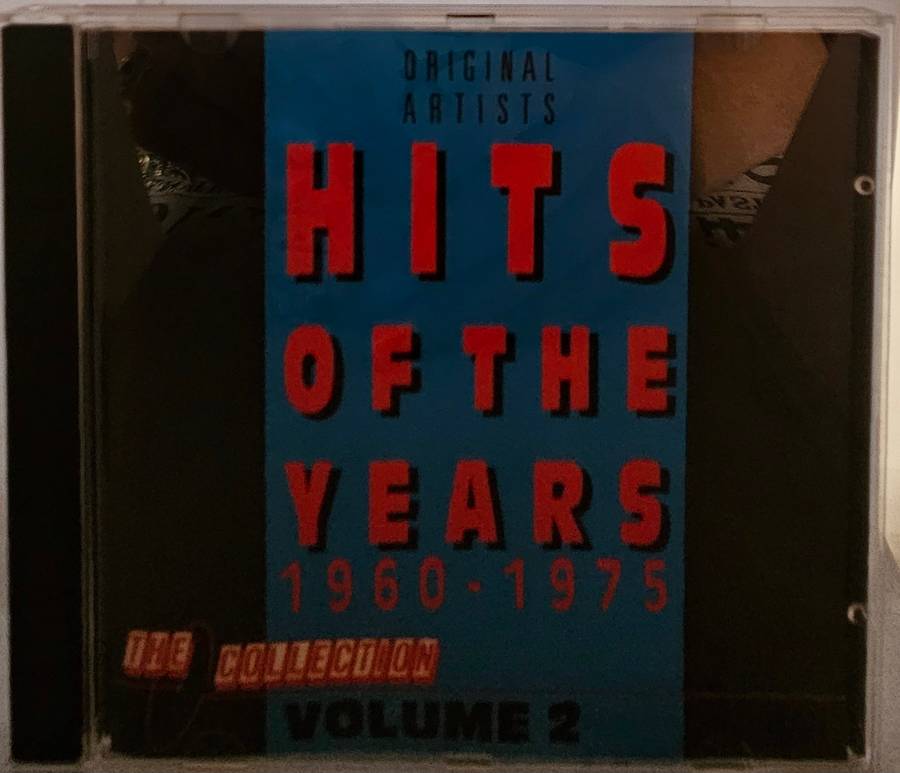 ORIGINAL
ARTISTS
HITS
OF THE
YEARS
1960-1975
THE COLLECTION
VOLUME 2